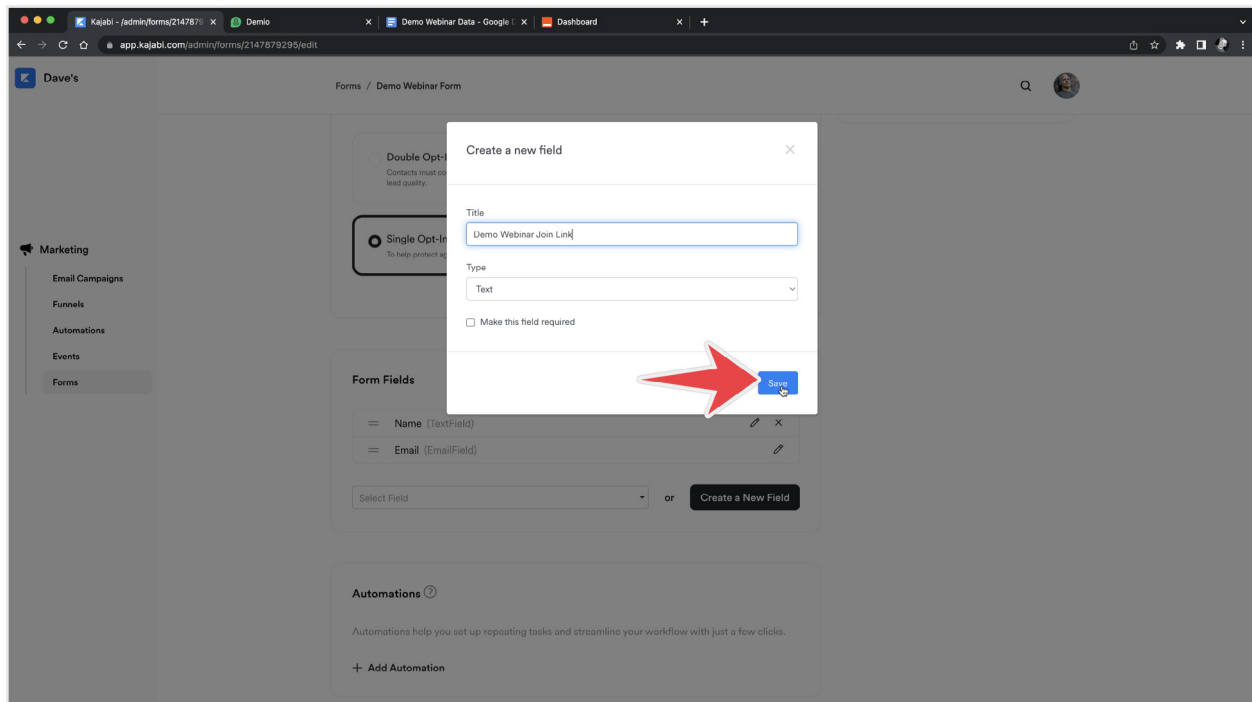 Kajabi - /admin/forms/2147879
Demio
Demo Webinar Data - Google D
Dashboard
app.kajabi.com/admin/forms/2147879295/edit
Dave's
Forms / Demo Webinar Form
Create a new field
Double Opt-I
Contacts must co
lead quality.
Title
Demo Webinar Join Link
Single Opt-In
To help protect ag
Marketing
Type
Email Campaigns
Text
Funnels
Make this field required
Automations
Events
Forms
Form Fields
Save
Name (TextField)
Email (EmailField)
Select Field
or
Create a New Field
Automations
Automations help you set up repeating tasks and streamline your workflow with just a few clicks.
+ Add Automation